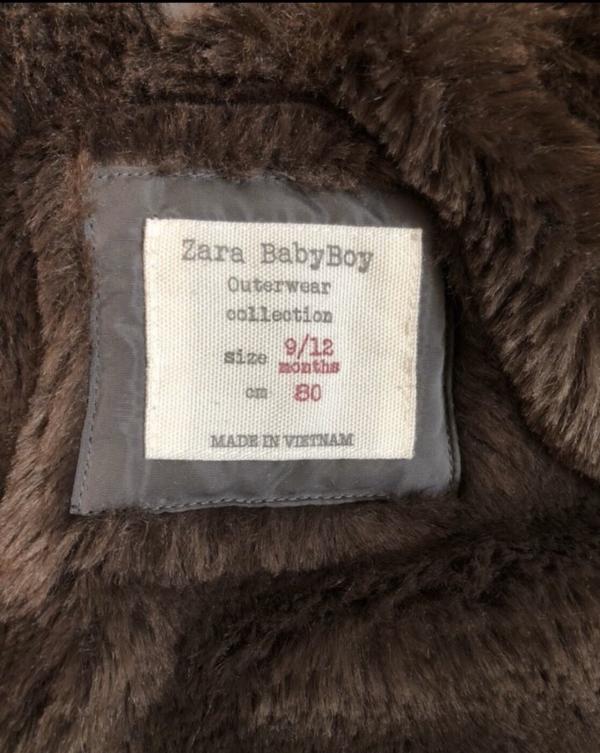 Zara BabyBoy
Outerwear
collection
size 9/12
months
cm 80
MADE IN VIETNAM